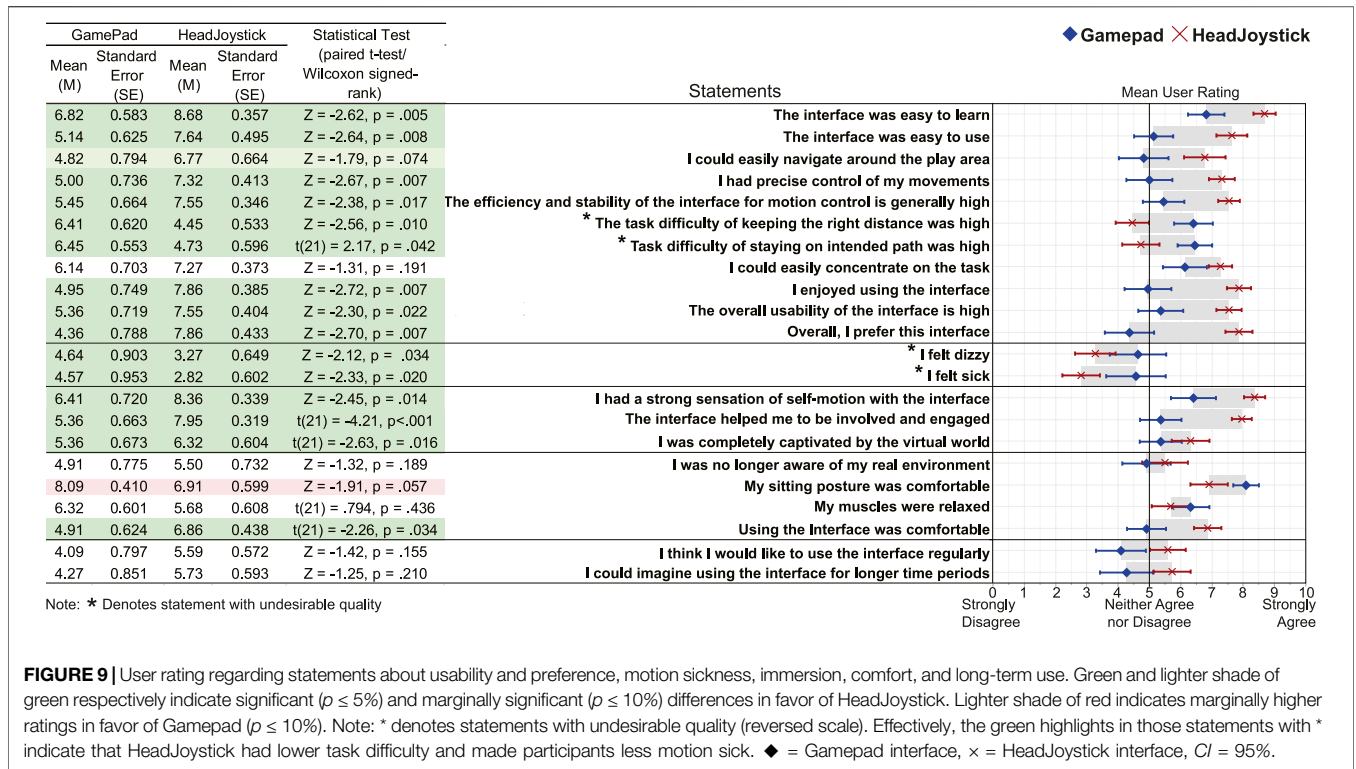 ◆ Gamepad × HeadJoystick
GamePad HeadJoystick Statistical Test (paired t-test/ Wilcoxon signed-rank)
Mean (M) Standard Error (SE) Mean (M) Standard Error (SE) Statements Mean User Rating
6.82 0.583 8.68 0.357 Z = -2.62, p = .005 The interface was easy to learn
5.14 0.625 7.64 0.495 Z = -2.64, p = .008 The interface was easy to use
4.82 0.794 6.77 0.664 Z = -1.79, p = .074 I could easily navigate around the play area
5.00 0.736 7.32 0.413 Z = -2.67, p = .007 I had precise control of my movements
5.45 0.664 7.55 0.346 Z = -2.38, p = .017 The efficiency and stability of the interface for motion control is generally high
6.41 0.620 4.45 0.533 Z = -2.56, p = .010 * The task difficulty of keeping the right distance was high
6.45 0.553 4.73 0.596 t(21) = 2.17, p = .042 * Task difficulty of staying on intended path was high
6.14 0.703 7.27 0.373 Z = -1.31, p = .191 I could easily concentrate on the task
4.95 0.749 7.86 0.385 Z = -2.72, p = .007 I enjoyed using the interface
5.36 0.719 7.55 0.404 Z = -2.30, p = .022 The overall usability of the interface is high
4.36 0.788 7.86 0.433 Z = -2.70, p = .007 Overall, I prefer this interface
4.64 0.903 3.27 0.649 Z = -2.12, p = .034 * I felt dizzy
4.57 0.953 2.82 0.602 Z = -2.33, p = .020 * I felt sick
6.41 0.720 8.36 0.339 Z = -2.45, p = .014 I had a strong sensation of self-motion with the interface
5.36 0.663 7.95 0.319 t(21) = -4.21, p<.001 The interface helped me to be involved and engaged
5.36 0.673 6.32 0.604 t(21) = -2.63, p = .016 I was completely captivated by the virtual world
4.91 0.775 5.50 0.732 Z = -1.32, p = .189 I was no longer aware of my real environment
8.09 0.410 6.91 0.599 Z = -1.91, p = .057 My sitting posture was comfortable
6.32 0.601 5.68 0.608 t(21) = .794, p = .436 My muscles were relaxed
4.91 0.624 6.86 0.438 t(21) = -2.26, p = .034 Using the Interface was comfortable
4.09 0.797 5.59 0.572 Z = -1.42, p = .155 I think I would like to use the interface regularly
4.27 0.851 5.73 0.593 Z = -1.25, p = .210 I could imagine using the interface for longer time periods
0 1 2 3 4 5 6 7 8 9 10
Note: * Denotes statement with undesirable quality
Strongly Disagree Neither Agree nor Disagree Strongly Agree
FIGURE 9 | User rating regarding statements about usability and preference, motion sickness, immersion, comfort, and long-term use. Green and lighter shade of
green respectively indicate significant (p ≤ 5%) and marginally significant (p ≤ 10%) differences in favor of HeadJoystick. Lighter shade of red indicates marginally higher
ratings in favor of Gamepad (p ≤ 10%). Note: * denotes statements with undesirable quality (reversed scale). Effectively, the green highlights in those statements with *
indicate that HeadJoystick had lower task difficulty and made participants less motion sick. ◆ = Gamepad interface, × = HeadJoystick interface, CI = 95%.